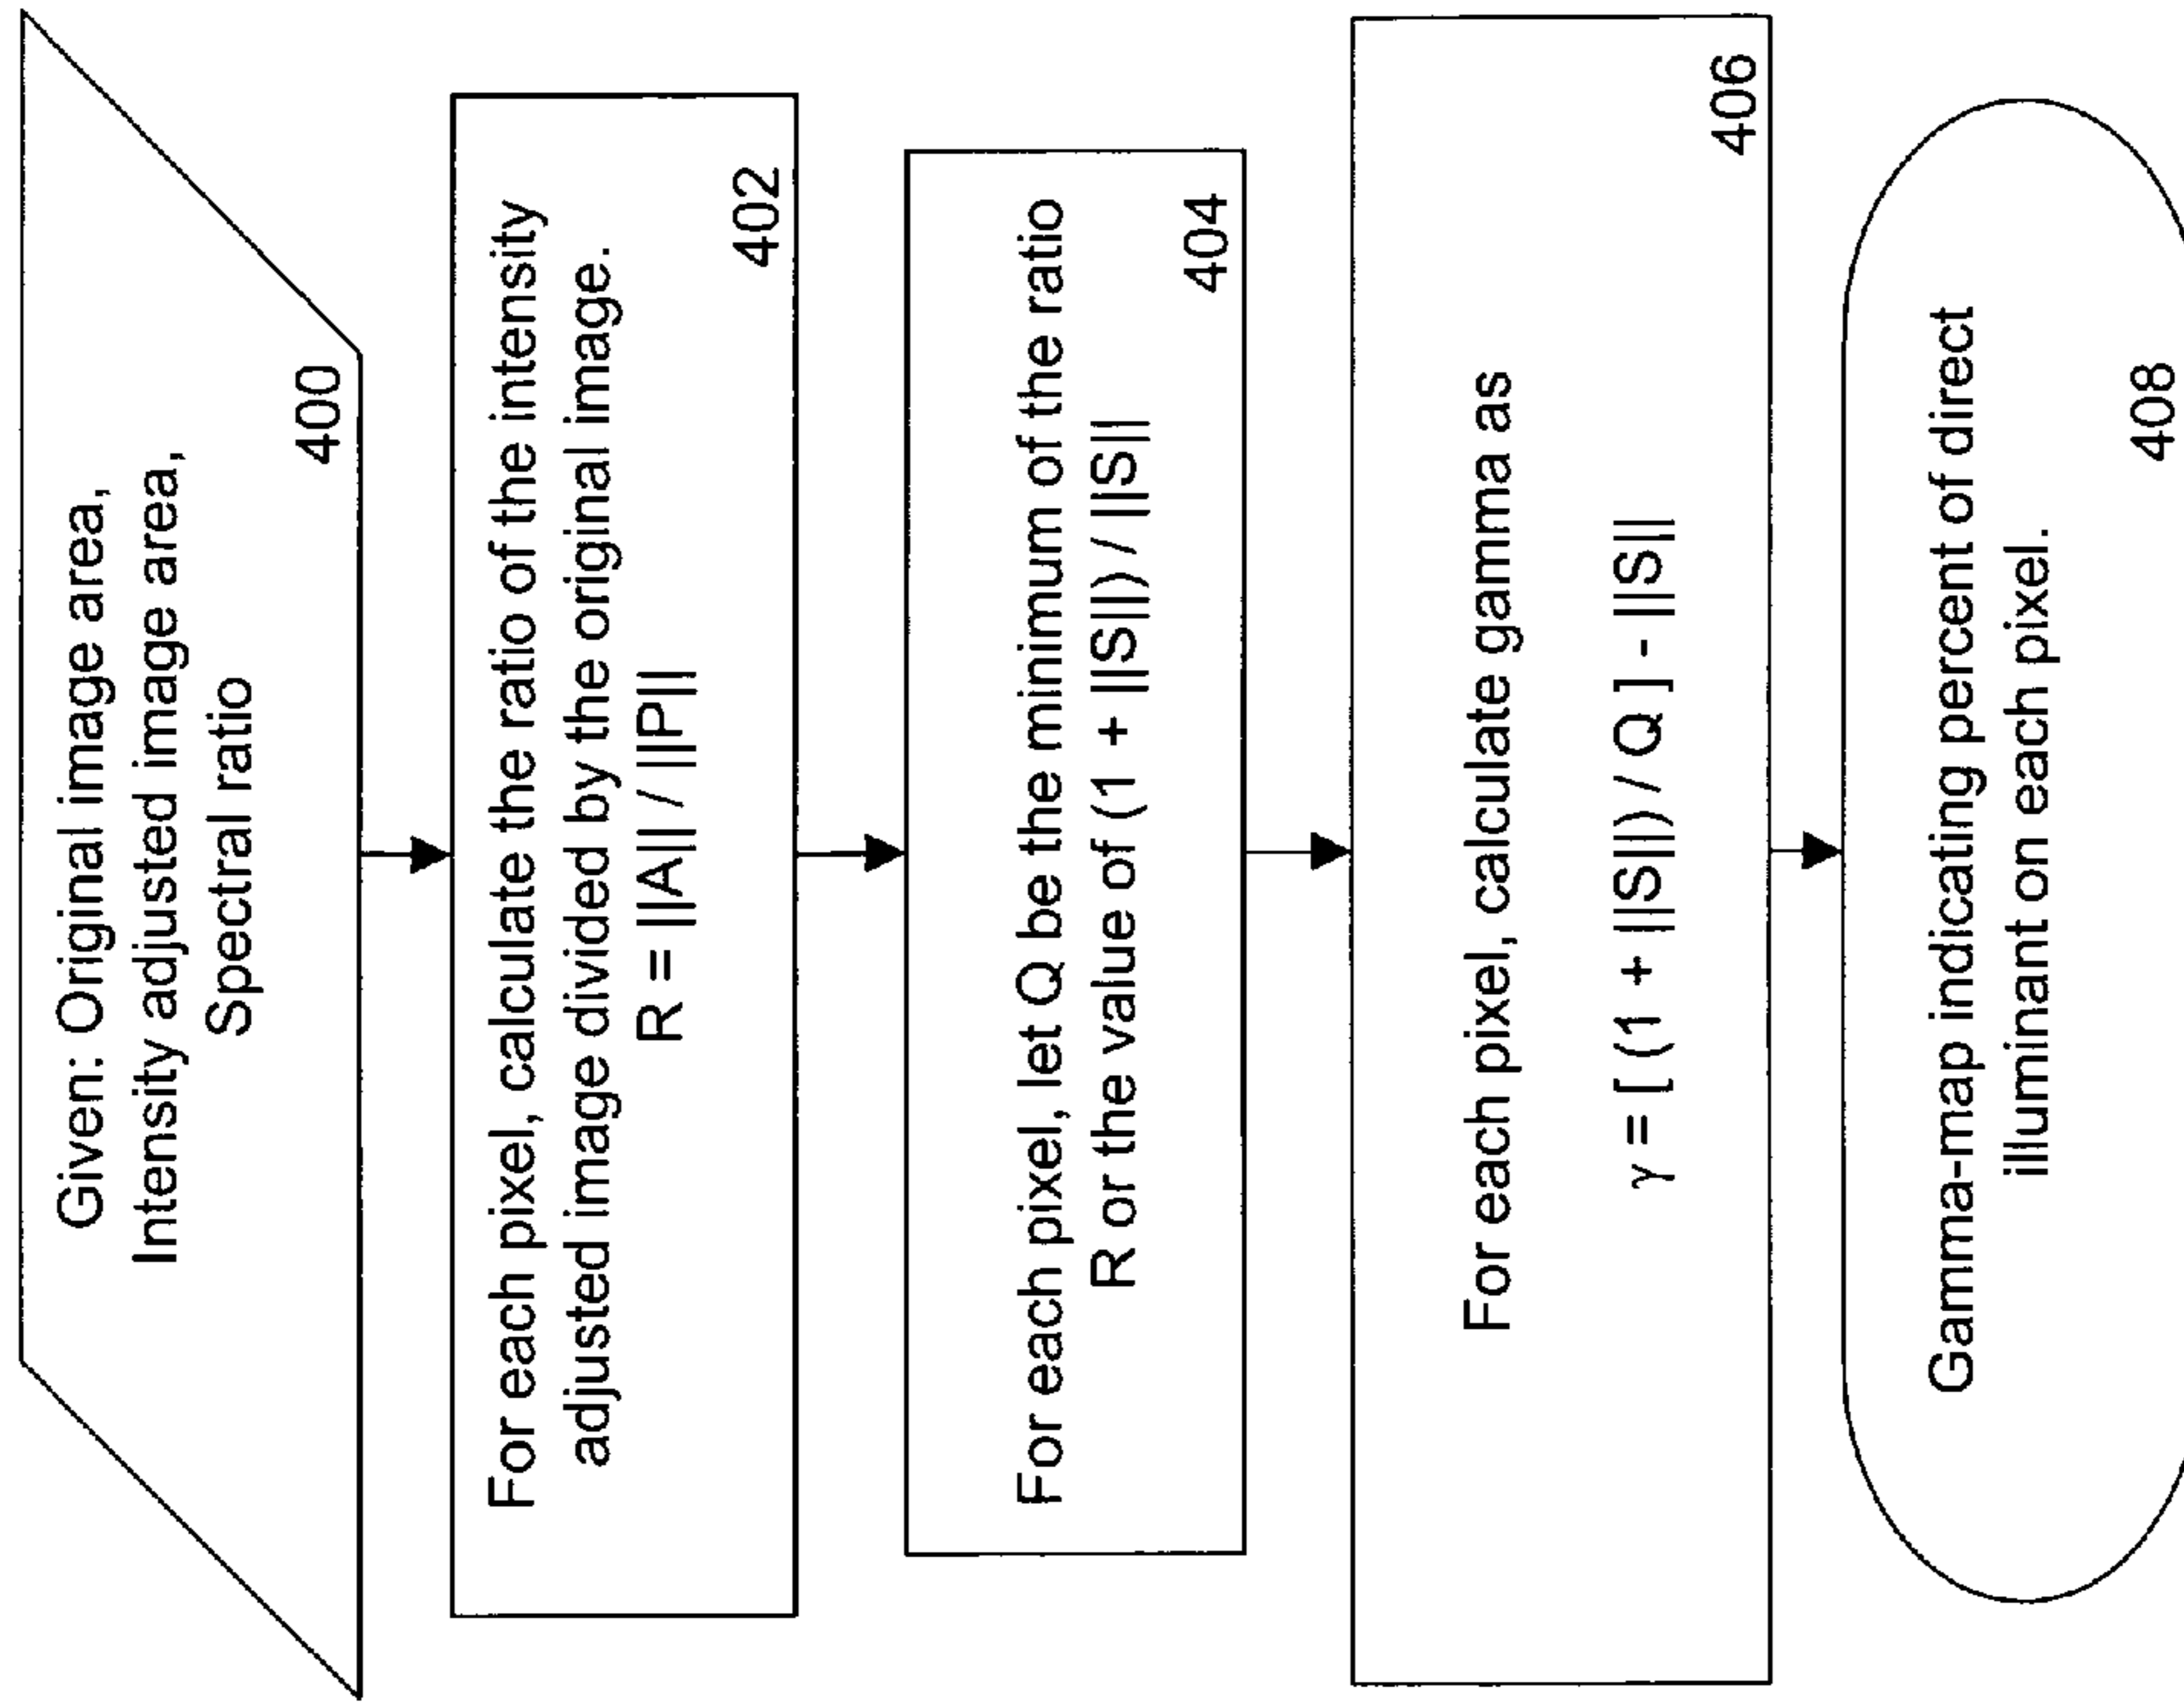 Given: Original image area,
Intensity adjusted image area,
Spectral ratio
400
For each pixel, calculate the ratio of the intensity
adjusted image divided by the original image.
R = ||A|| / ||P||
402
For each pixel, let Q be the minimum of the ratio
R or the value of (1 + ||S||) / ||S||
404
For each pixel, calculate gamma as
γ = [ (1 + ||S||) / Q ] - ||S||
406
Gamma-map indicating percent of direct
illuminant on each pixel.
408